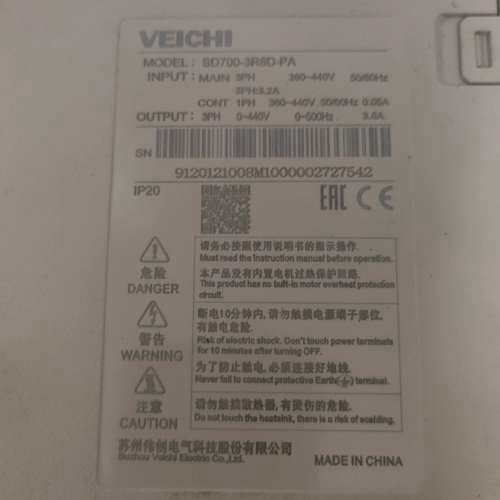 VEICHI
MODEL: SD700-3R8D-PA
INPUT: MAIN 3PH 380~440V 50/60Hz
3PH:5.2A
CONT 1PH 380~440V 50/60Hz 0.05A
OUTPUT: 3PH 0~440V 0~500Hz 3.8A
SN
9120121008M1000002727542
IP20
EAC CE
请务必按照使用说明书的指示操作.
Must read the instruction manual before operation.
危险
DANGER
本产品没有内置电机过热保护回路.
This product has no bulit-in motor overheat protection
circuit.
断电10分钟内, 请勿触摸电源端子部位,
有触电危险.
警告
WARNING
Risk of electric shock. Don't touch power terminals
for 10 minutes after turning OFF.
为了防止触电, 必须连接好地线.
Never fail to connect protective Earth(⏚) terminal.
注意
CAUTION
请勿触摸散热器, 有烫伤的危险.
Do not touch the heatsink, there is a risk of scalding.
苏州伟创电气科技股份有限公司
Suzhou Veichi Electric Co.,Ltd.
MADE IN CHINA